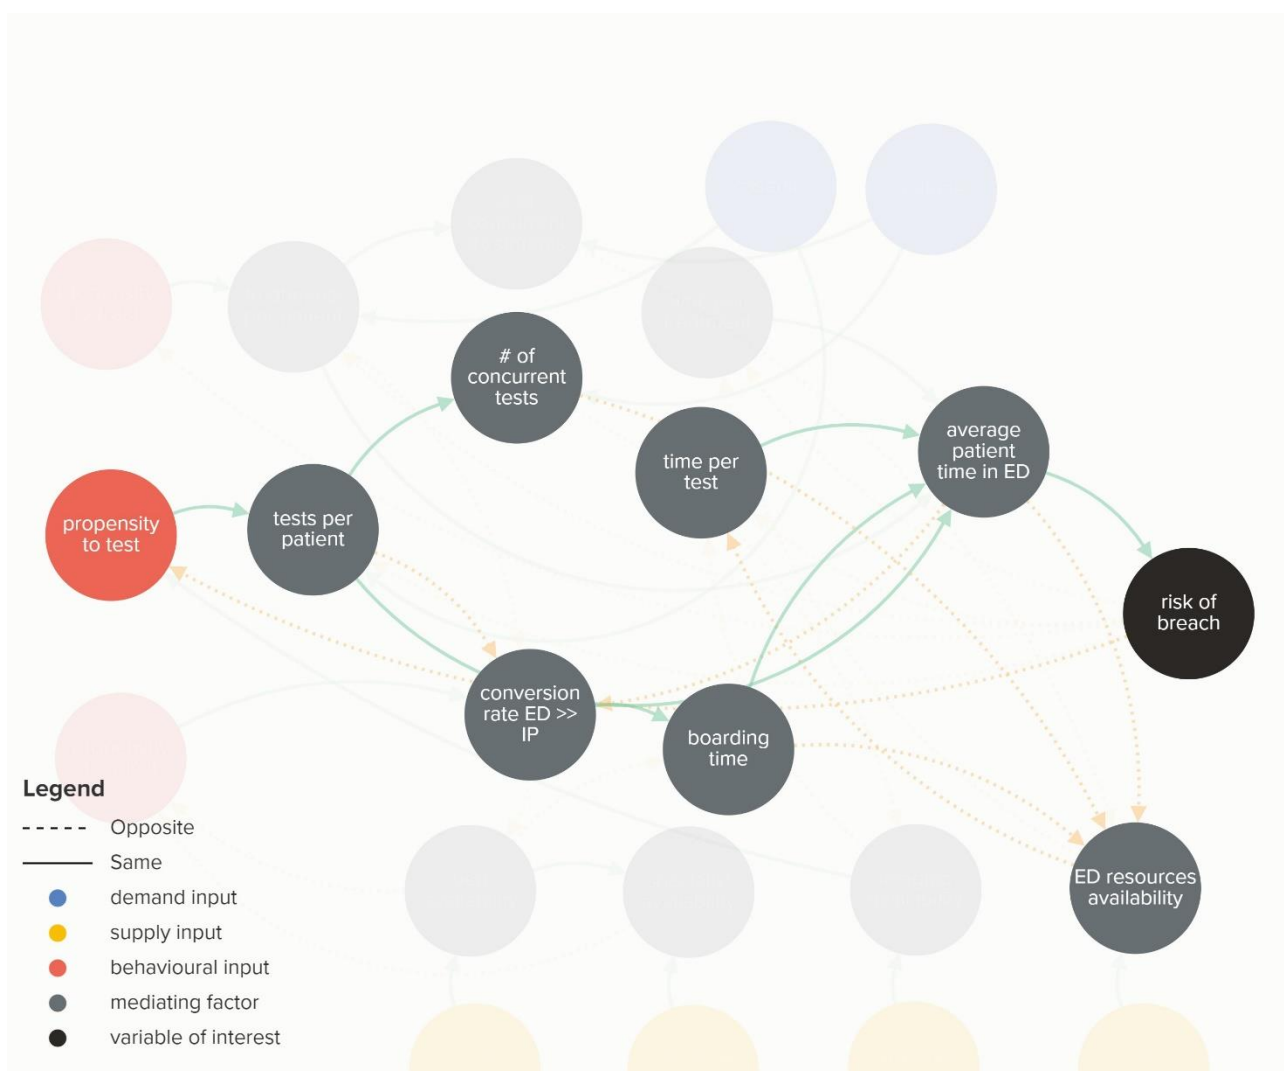 # of
concurrent
tests
average
patient
time in ED
time per
test
propensity
to test
tests per
patient
risk of
breach
conversion
rate ED >>
IP
boarding
time
ED resources
availability
Legend
Opposite
Same
demand input
supply input
behavioural input
mediating factor
variable of interest